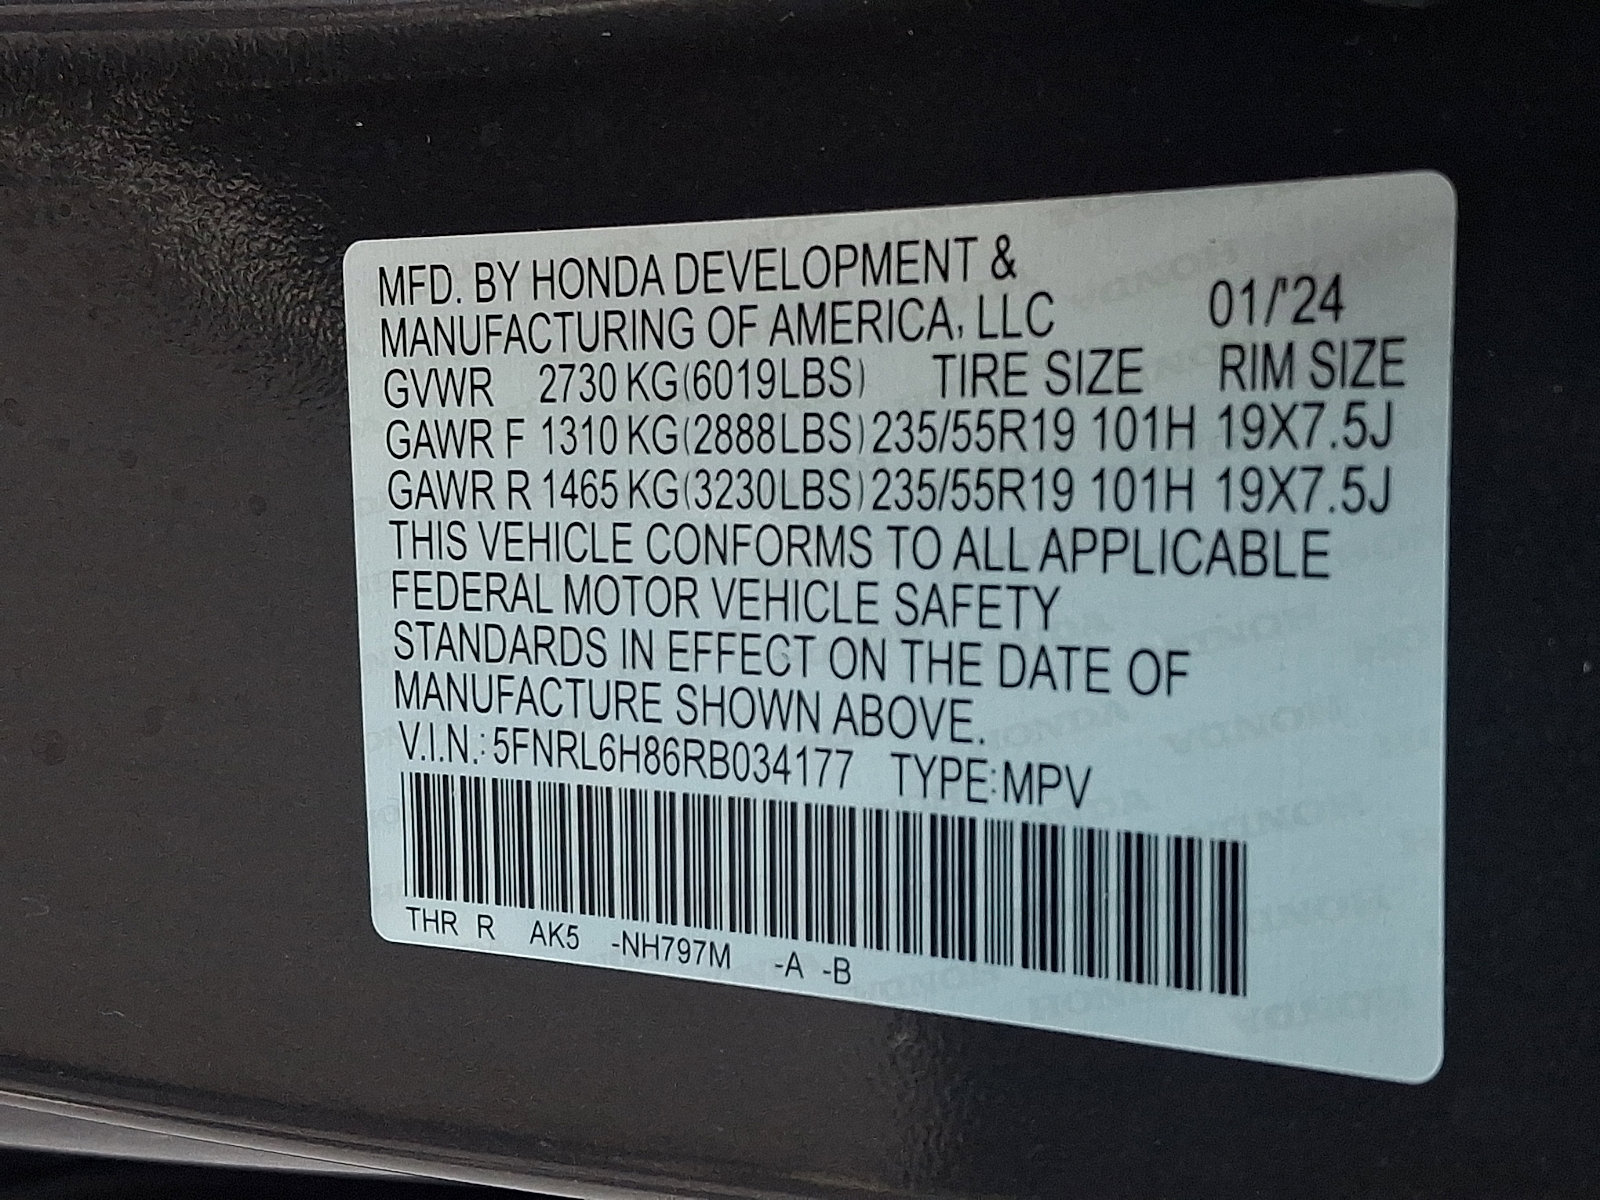 MFD. BY HONDA DEVELOPMENT &
MANUFACTURING OF AMERICA, LLC 01/'24
GVWR 2730 KG(6019LBS) TIRE SIZE RIM SIZE
GAWR F 1310 KG(2888LBS) 235/55R19 101H 19X7.5J
GAWR R 1465 KG(3230LBS) 235/55R19 101H 19X7.5J
THIS VEHICLE CONFORMS TO ALL APPLICABLE
FEDERAL MOTOR VEHICLE SAFETY
STANDARDS IN EFFECT ON THE DATE OF
MANUFACTURE SHOWN ABOVE.
V.I.N.: 5FNRL6H86RB034177 TYPE:MPV
THR R AK5 -NH797M -A -B